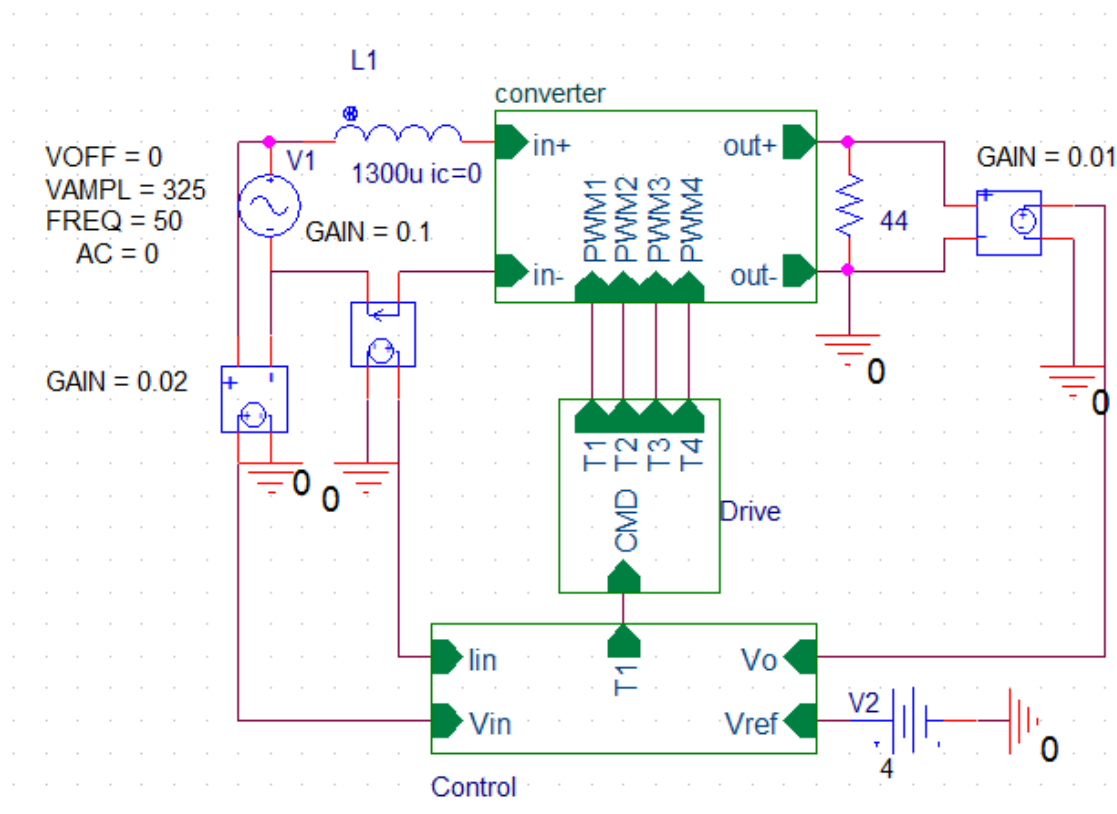 L1
converter
VOFF = 0
VAMPL = 325
FREQ = 50
AC = 0
V1
1300u ic=0
in+
out+
GAIN = 0.01
PWM1
PWM2
PWM3
PWM4
44
GAIN = 0.1
in-
out-
0
0
GAIN = 0.02
0
0
T1
T2
T3
T4
CMD
Drive
Iin
T1
Vo
Vin
Vref
V2
4
0
Control